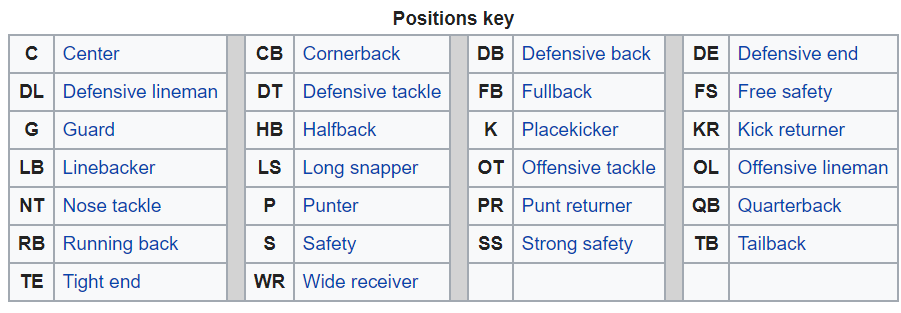 Positions key
C Center CB Cornerback DB Defensive back DE Defensive end
DL Defensive lineman DT Defensive tackle FB Fullback FS Free safety
G Guard HB Halfback K Placekicker KR Kick returner
LB Linebacker LS Long snapper OT Offensive tackle OL Offensive lineman
NT Nose tackle P Punter PR Punt returner QB Quarterback
RB Running back S Safety SS Strong safety TB Tailback
TE Tight end WR Wide receiver